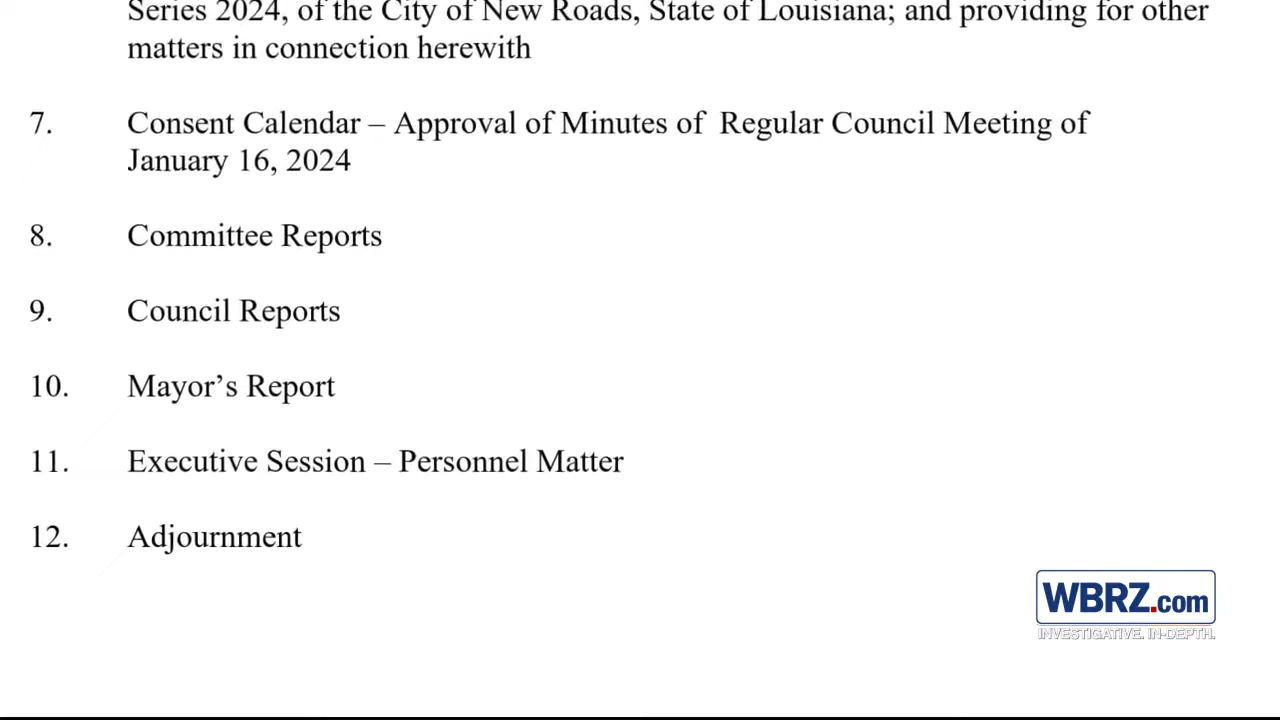 Series 2024, of the City of New Roads, State of Louisiana; and providing for other
matters in connection herewith
7. Consent Calendar – Approval of Minutes of Regular Council Meeting of
January 16, 2024
8. Committee Reports
9. Council Reports
10. Mayor’s Report
11. Executive Session – Personnel Matter
12. Adjournment
WBRZ.com
INVESTIGATIVE. IN-DEPTH.